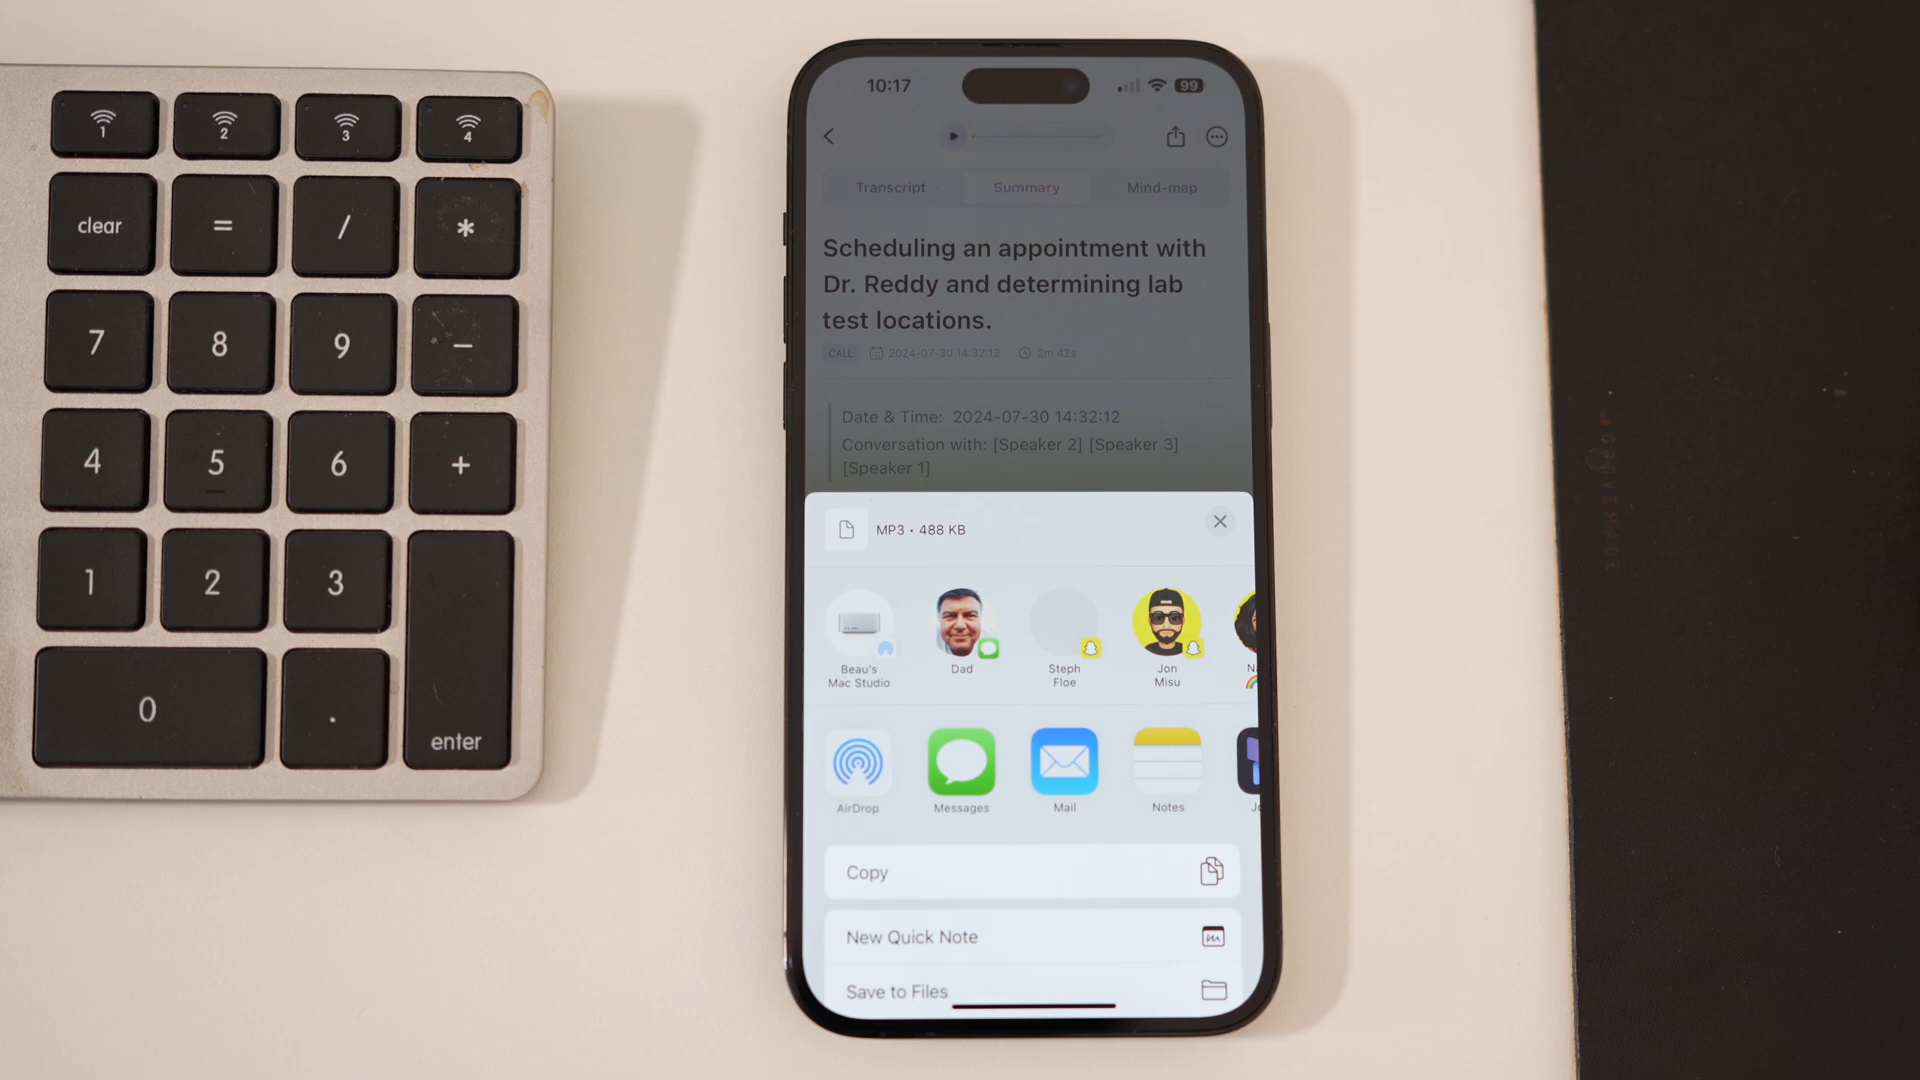 1
2
3
4
clear
=
/
*
7
8
9
–
4
5
6
+
1
2
3
0
.
enter
10:17
99
Transcript
Summary
Mind-map
Scheduling an appointment with
Dr. Reddy and determining lab
test locations.
CALL
2024-07-30 14:32:12
2m 42s
Date & Time: 2024-07-30 14:32:12
Conversation with: [Speaker 2] [Speaker 3]
[Speaker 1]
MP3 • 488 KB
Beau's
Mac Studio
Dad
Steph
Floe
Jon
Misu
AirDrop
Messages
Mail
Notes
Copy
New Quick Note
Save to Files